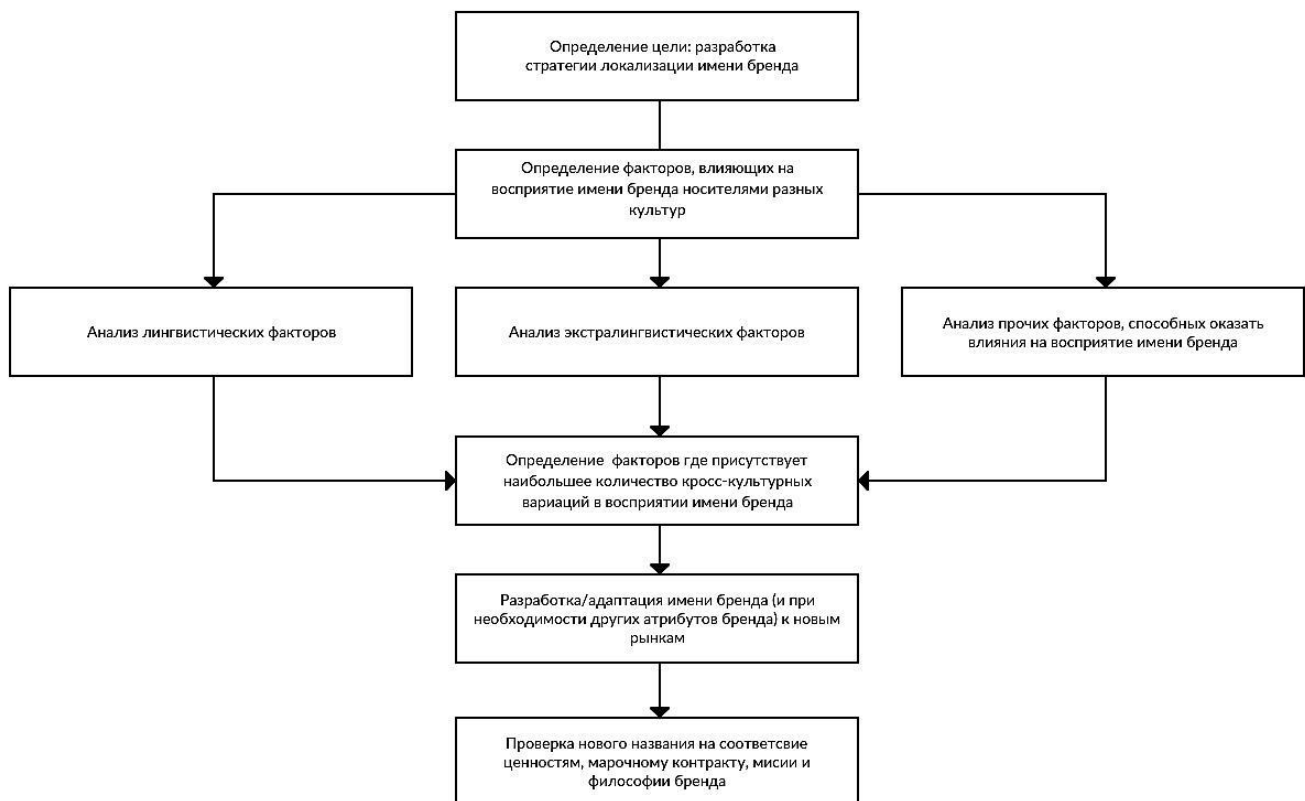 Определение цели: разработка
стратегии локализации имени бренда
Определение факторов, влияющих на
восприятие имени бренда носителями разных
культур
Анализ лингвистических факторов
Анализ экстралингвистических факторов
Анализ прочих факторов, способных оказать
влияния на восприятие имени бренда
Определение факторов где присутствует
наибольшее количество кросс-культурных
вариаций в восприятии имени бренда
Разработка/адаптация имени бренда (и при
необходимости других атрибутов бренда) к новым
рынкам
Проверка нового названия на соответсвие
ценностям, марочному контракту, мисии и
философии бренда